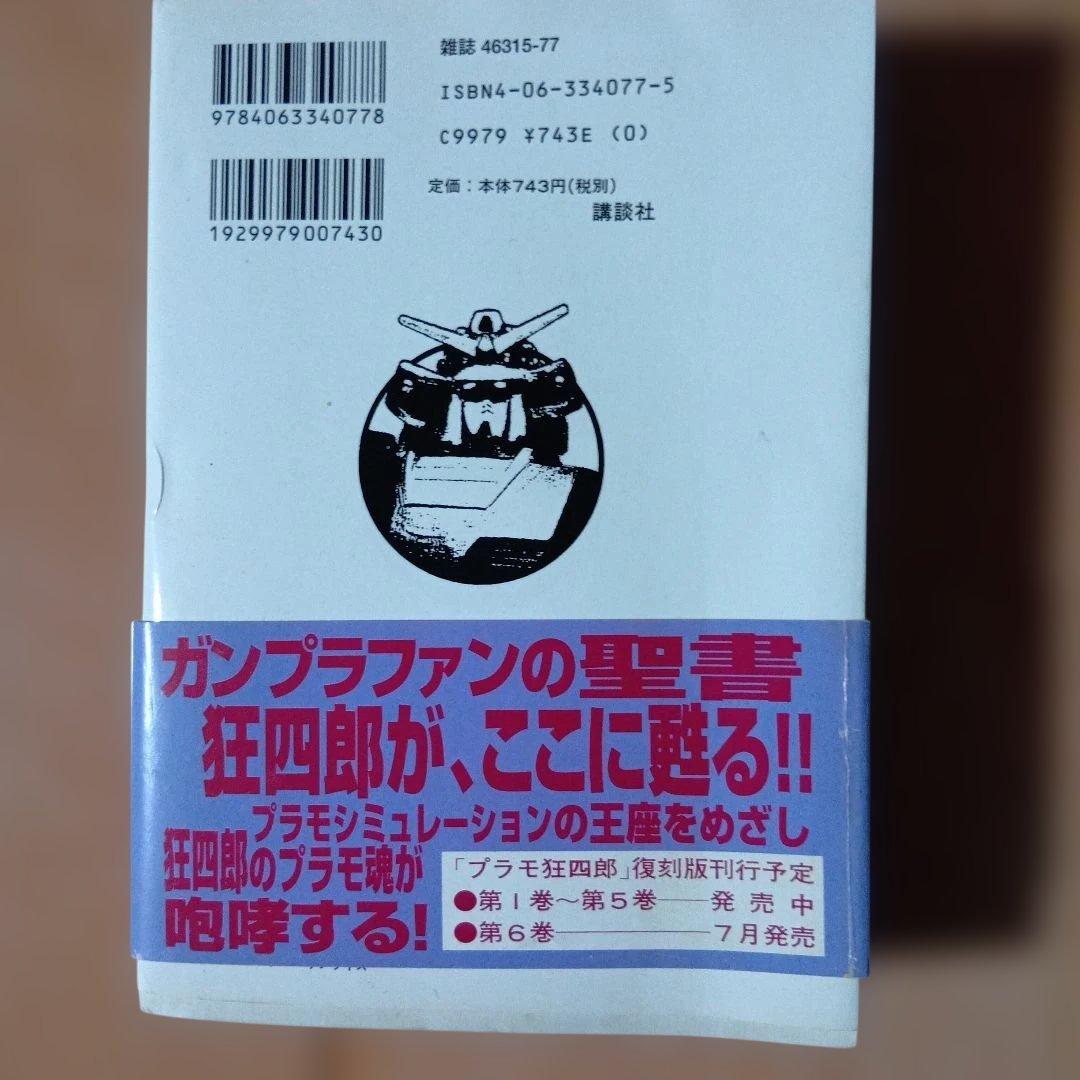 雑誌 46315-77
ISBN4-06-334077-5
9784063340778
C9979 ¥743E (0)
定価：本体743円(税別)
講談社
1929979007430
ガンプラファンの聖書
狂四郎が、ここに甦る!!
プラモシミュレーションの王座をめざし
狂四郎のプラモ魂が
咆哮する!
「プラモ狂四郎」復刻版刊行予定
●第1巻〜第5巻──発売中
●第6巻────7月発売